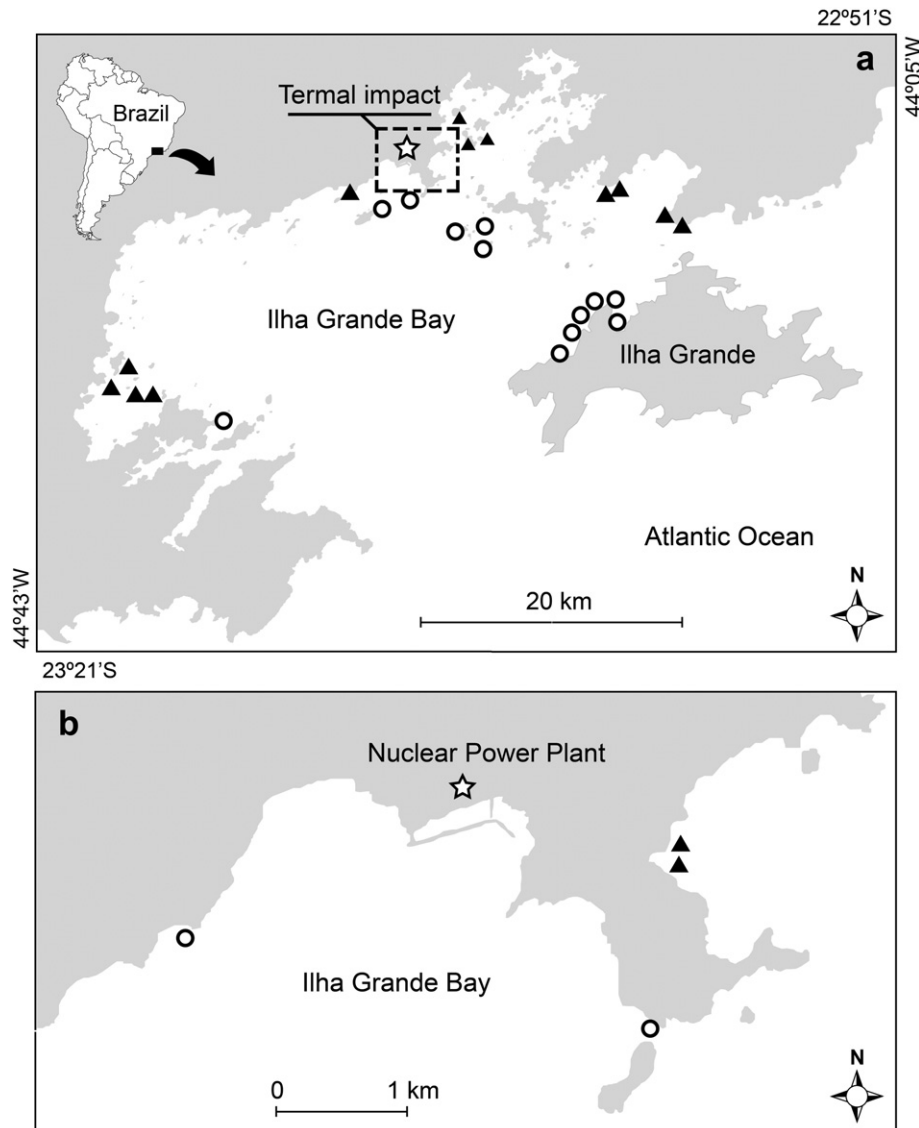 22º51'S
a
44º05'W
Termal impact
Brazil
Ilha Grande Bay
Ilha Grande
Atlantic Ocean
20 km
N
44º43'W
23º21'S
b
Nuclear Power Plant
Ilha Grande Bay
0 1 km
N